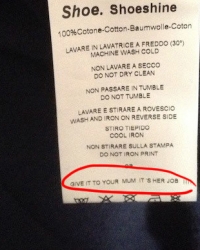 Shoe. Shoeshine
100%Cotone-Cotton-Baumwolle-Coton
LAVARE IN LAVATRICE A FREDDO (30°)
MACHINE WASH COLD
NON LAVARE A SECCO
DO NOT DRY CLEAN
NON PASSARE IN TUMBLE
DO NOT TUMBLE
LAVARE E STIRARE A ROVESCIO
WASH AND IRON ON REVERSE SIDE
STIRO TIEPIDO
COOL IRON
NON STIRARE SULLA STAMPA
DO NOT IRON PRINT
GIVE IT TO YOUR MUM IT'S HER JOB